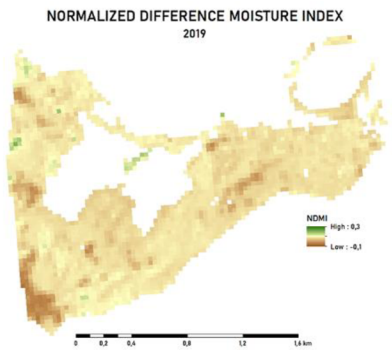 NORMALIZED DIFFERENCE MOISTURE INDEX
2019
NDMI
High : 0,3
Low : -0,1
0 0,2 0,4 0,8 1,2 1,6 km